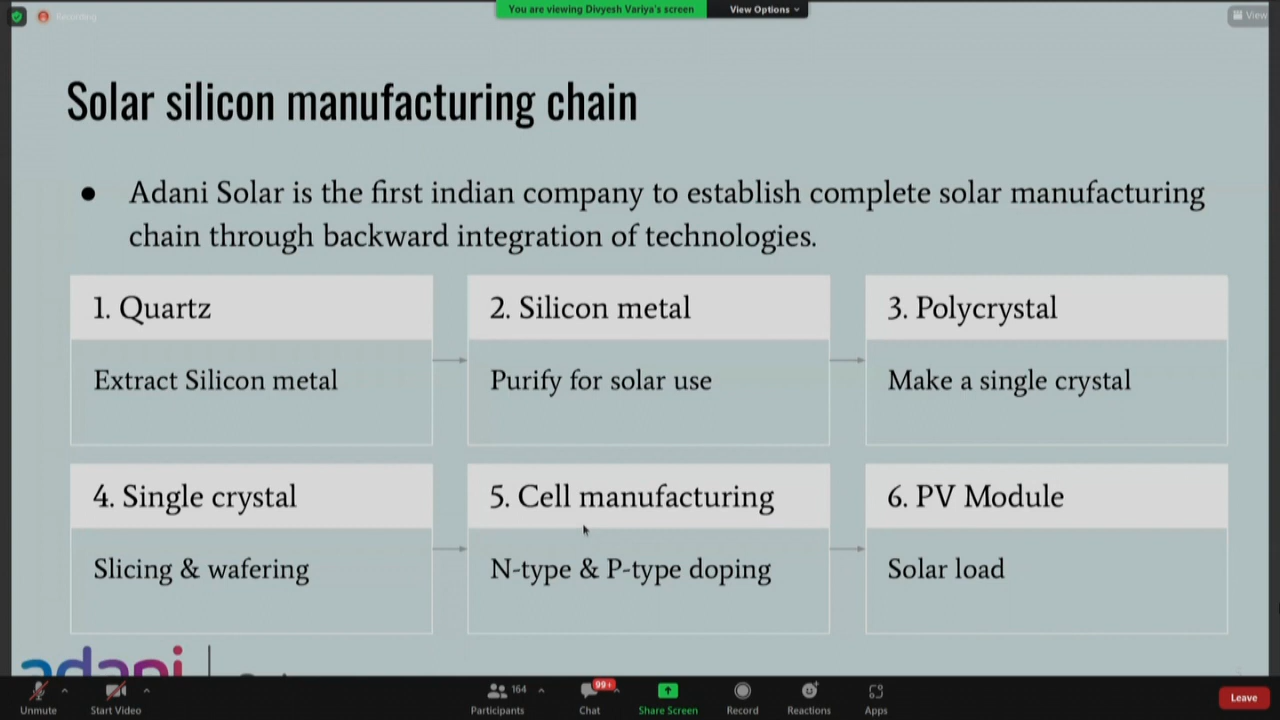 Recording
You are viewing Divyesh Variya's screen
View Options
View
Solar silicon manufacturing chain
● Adani Solar is the first indian company to establish complete solar manufacturing
chain through backward integration of technologies.
1. Quartz
Extract Silicon metal
2. Silicon metal
Purify for solar use
3. Polycrystal
Make a single crystal
4. Single crystal
Slicing & wafering
5. Cell manufacturing
N-type & P-type doping
6. PV Module
Solar load
adani
Unmute
Start Video
164
Participants
99+
Chat
Share Screen
Record
Reactions
Apps
Leave